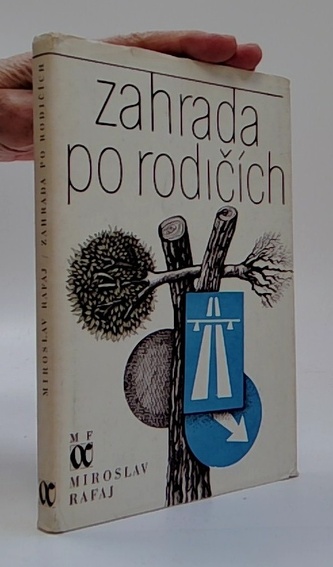 zahrada
po rodičích
MF
MIROSLAV
RAFAJ
MIROSLAV RAFAJ / ZAHRADA PO RODIČÍCH